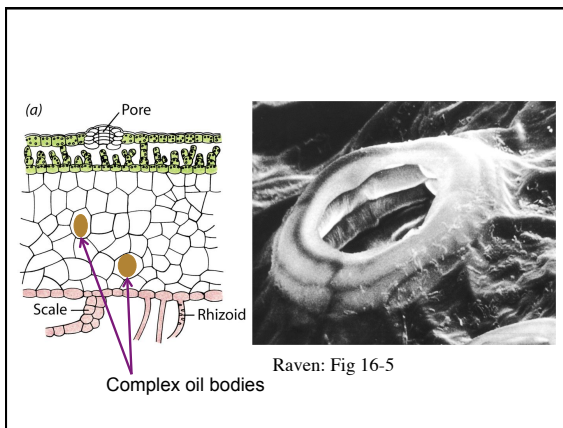 (a)
Pore
Scale
Rhizoid
Complex oil bodies
Raven: Fig 16-5